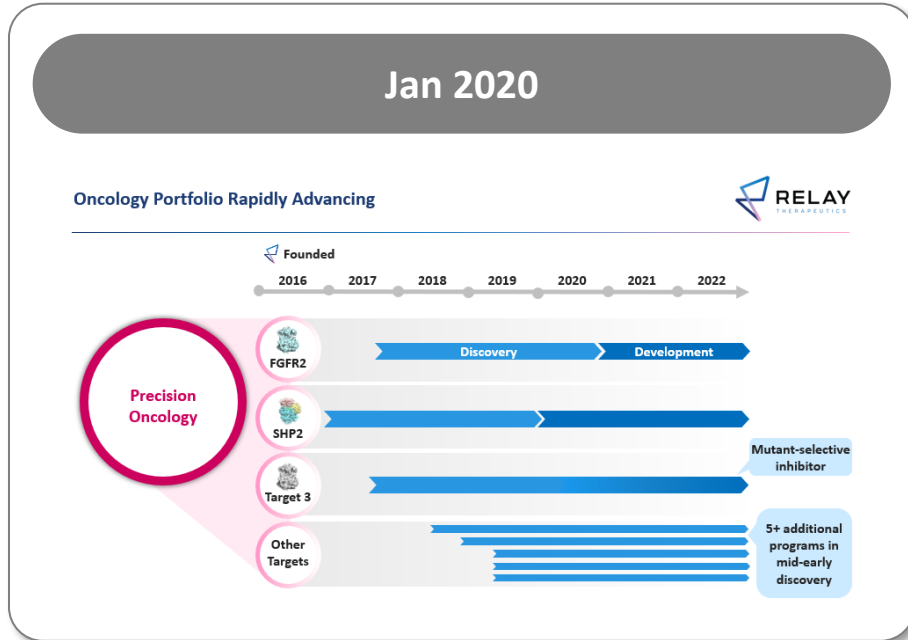 Jan 2020
Oncology Portfolio Rapidly Advancing
RELAY
THERAPEUTICS
Founded
2016 2017 2018 2019 2020 2021 2022
Precision
Oncology
FGFR2
Discovery
Development
SHP2
Mutant-selective
inhibitor
Target 3
Other
Targets
5+ additional
programs in
mid-early
discovery